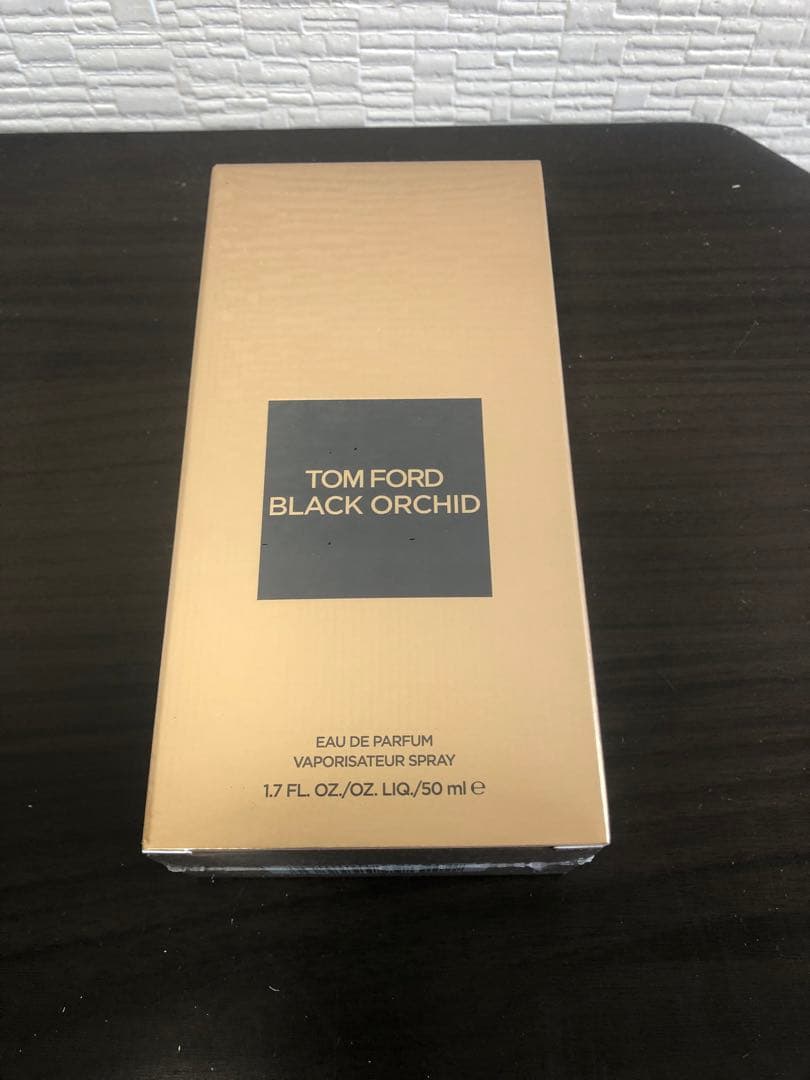 TOM FORD
BLACK ORCHID
EAU DE PARFUM
VAPORISATEUR SPRAY
1.7 FL. OZ./OZ. LIQ./50 ml ℮